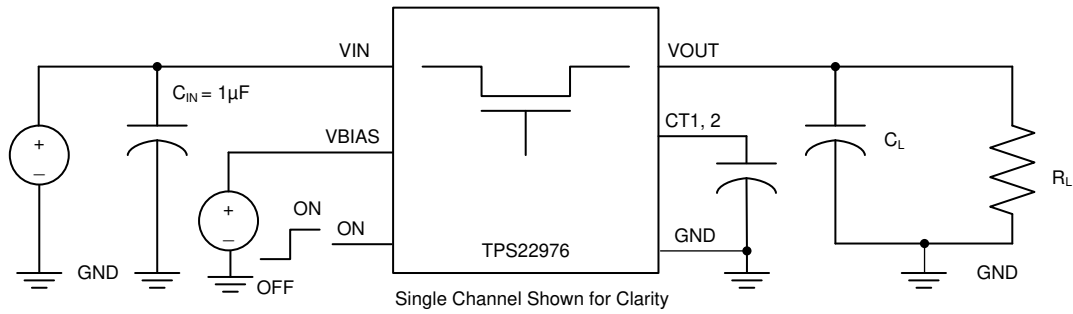 VIN
VOUT
C_IN = 1µF
CT1, 2
+
–
VBIAS
C_L
R_L
+
–
ON
ON
GND
TPS22976
GND
GND
OFF
Single Channel Shown for Clarity